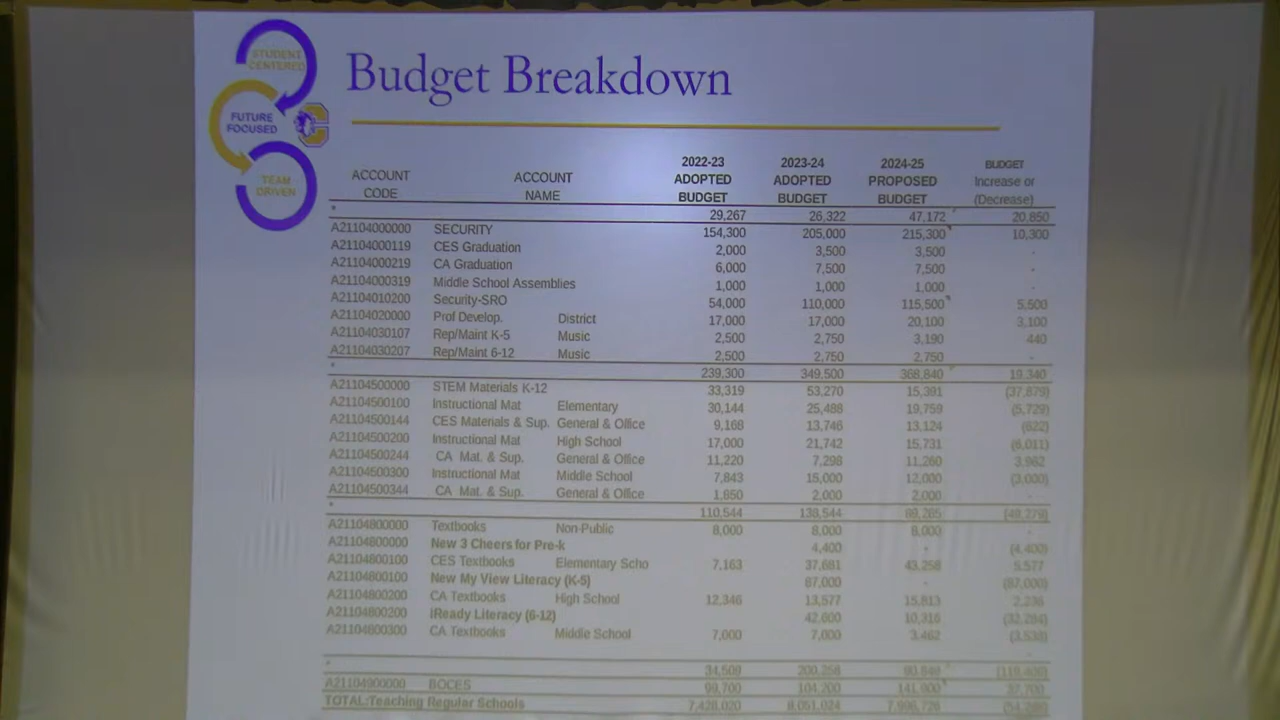 STUDENT
CENTERED
FUTURE
FOCUSED
TEAM
DRIVEN
Budget Breakdown
ACCOUNT CODE ACCOUNT NAME 2022-23 ADOPTED BUDGET 2023-24 ADOPTED BUDGET 2024-25 PROPOSED BUDGET BUDGET Increase or (Decrease)
* 29,267 26,322 47,172 20,850
A21104000000 SECURITY 154,300 205,000 215,300 10,300
A21104000119 CES Graduation 2,000 3,500 3,500 -
A21104000219 CA Graduation 6,000 7,500 7,500 -
A21104000319 Middle School Assemblies 1,000 1,000 1,000 -
A21104010200 Security-SRO 54,000 110,000 115,500 5,500
A21104020000 Prof Develop. District 17,000 17,000 20,100 3,100
A21104030107 Rep/Maint K-5 Music 2,500 2,750 3,190 440
A21104030207 Rep/Maint 6-12 Music 2,500 2,750 2,750 -
* 239,300 349,500 368,840 19,340
A21104500000 STEM Materials K-12 33,319 53,270 15,391 (37,879)
A21104500100 Instructional Mat Elementary 30,144 25,488 19,759 (5,729)
A21104500144 CES Materials & Sup. General & Office 9,168 13,746 13,124 (622)
A21104500200 Instructional Mat High School 17,000 21,742 15,731 (6,011)
A21104500244 CA Mat. & Sup. General & Office 11,220 7,298 11,260 3,962
A21104500300 Instructional Mat Middle School 7,843 15,000 12,000 (3,000)
A21104500344 CA Mat. & Sup. General & Office 1,850 2,000 2,000 -
* 110,544 138,544 89,265 (49,279)
A21104800000 Textbooks Non-Public 8,000 8,000 8,000 -
A21104800000 New 3 Cheers for Pre-k 4,400 - (4,400)
A21104800100 CES Textbooks Elementary Scho 7,163 37,681 43,258 5,577
A21104800100 New My View Literacy (K-5) 87,000 - (87,000)
A21104800200 CA Textbooks High School 12,346 13,577 15,813 2,236
A21104800200 iReady Literacy (6-12) 42,600 10,316 (32,284)
A21104800300 CA Textbooks Middle School 7,000 7,000 3,462 (3,538)
* 34,509 200,258
A21104900000 BOCES 99,700 104,200 141,900 37,700
TOTAL:Teaching Regular Schools 7,428,020 8,051,024